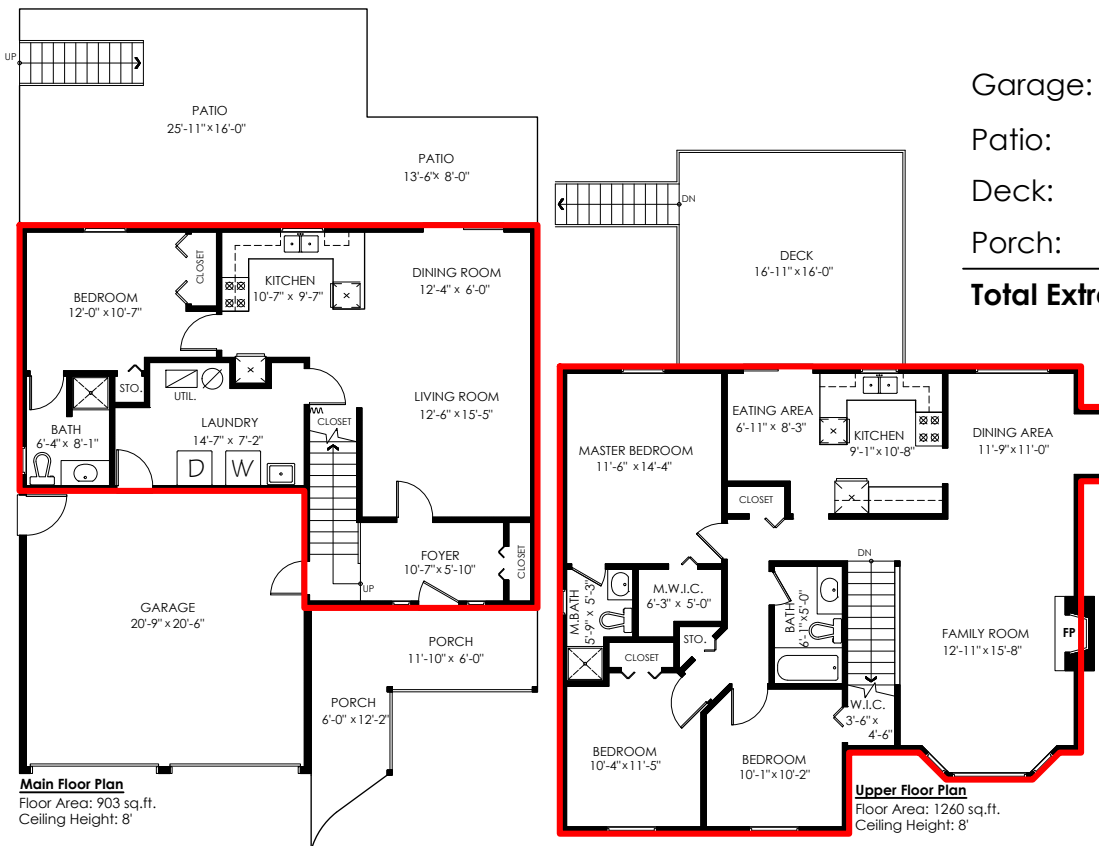 UP
PATIO
25'-11" x 16'-0"
PATIO
13'-6" x 8'-0"
BEDROOM
12'-0" x 10'-7"
CLOSET
KITCHEN
10'-7" x 9'-7"
DINING ROOM
12'-4" x 6'-0"
STO.
UTIL.
BATH
6'-4" x 8'-1"
LAUNDRY
14'-7" x 7'-2"
D
W
CLOSET
LIVING ROOM
12'-6" x 15'-5"
FOYER
10'-7" x 5'-10"
CLOSET
UP
GARAGE
20'-9" x 20'-6"
PORCH
11'-10" x 6'-0"
PORCH
6'-0" x 12'-2"
Main Floor Plan
Floor Area: 903 sq.ft.
Ceiling Height: 8'
DN
DECK
16'-11" x 16'-0"
MASTER BEDROOM
11'-6" x 14'-4"
EATING AREA
6'-11" x 8'-3"
KITCHEN
9'-1" x 10'-8"
DINING AREA
11'-9" x 11'-0"
CLOSET
DN
M.BATH
5'-9" x 5'-3"
M.W.I.C.
6'-3" x 5'-0"
BATH
6'-1" x 5'-0"
STO.
CLOSET
FAMILY ROOM
12'-11" x 15'-8"
FP
W.I.C.
3'-6" x
4'-6"
BEDROOM
10'-4" x 11'-5"
BEDROOM
10'-1" x 10'-2"
Upper Floor Plan
Floor Area: 1260 sq.ft.
Ceiling Height: 8'
Garage:
Patio:
Deck:
Porch:
Total Extr